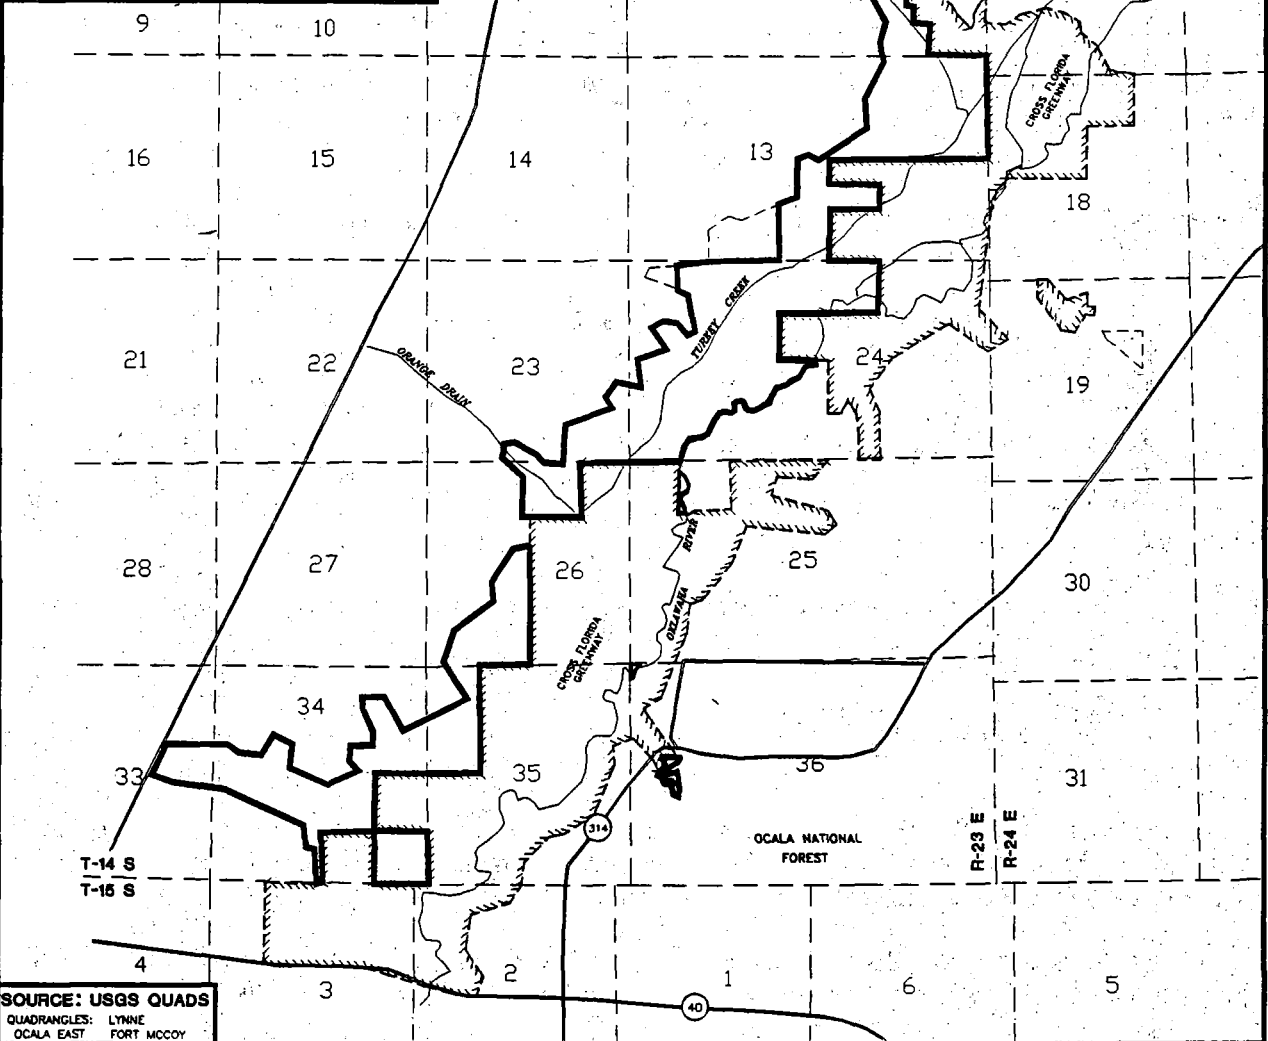 9
10
CROSS FLORIDA
GREENWAY
16
15
14
13
18
TURKEY CREEK
21
22
23
24
19
ORANGE DRAIN
28
27
26
25
30
RIVER
OKLAWAHA
CROSS FLORIDA
GREENWAY
34
33
35
36
31
314
OCALA NATIONAL
FOREST
R-23 E
R-24 E
T-14 S
T-15 S
4
3
2
1
6
5
40
SOURCE: USGS QUADS
QUADRANGLES: LYNNE
OCALA EAST FORT MCCOY